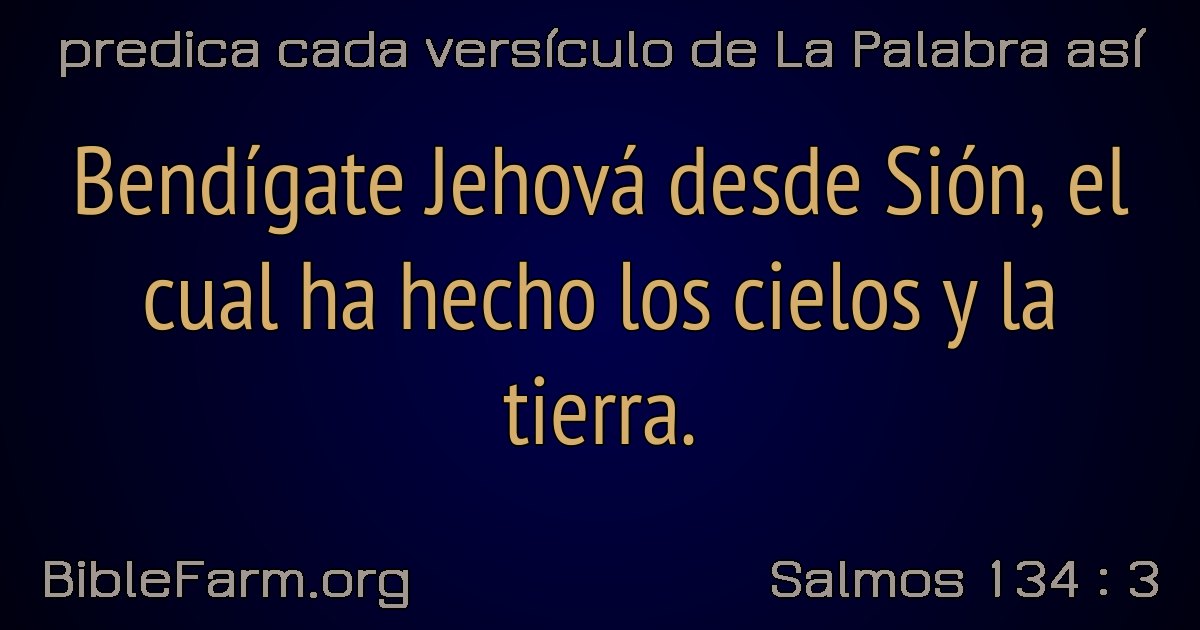 predica cada versículo de La Palabra así
Bendígate Jehová desde Sión, el
cual ha hecho los cielos y la
tierra.
BibleFarm.org
Salmos 134 : 3